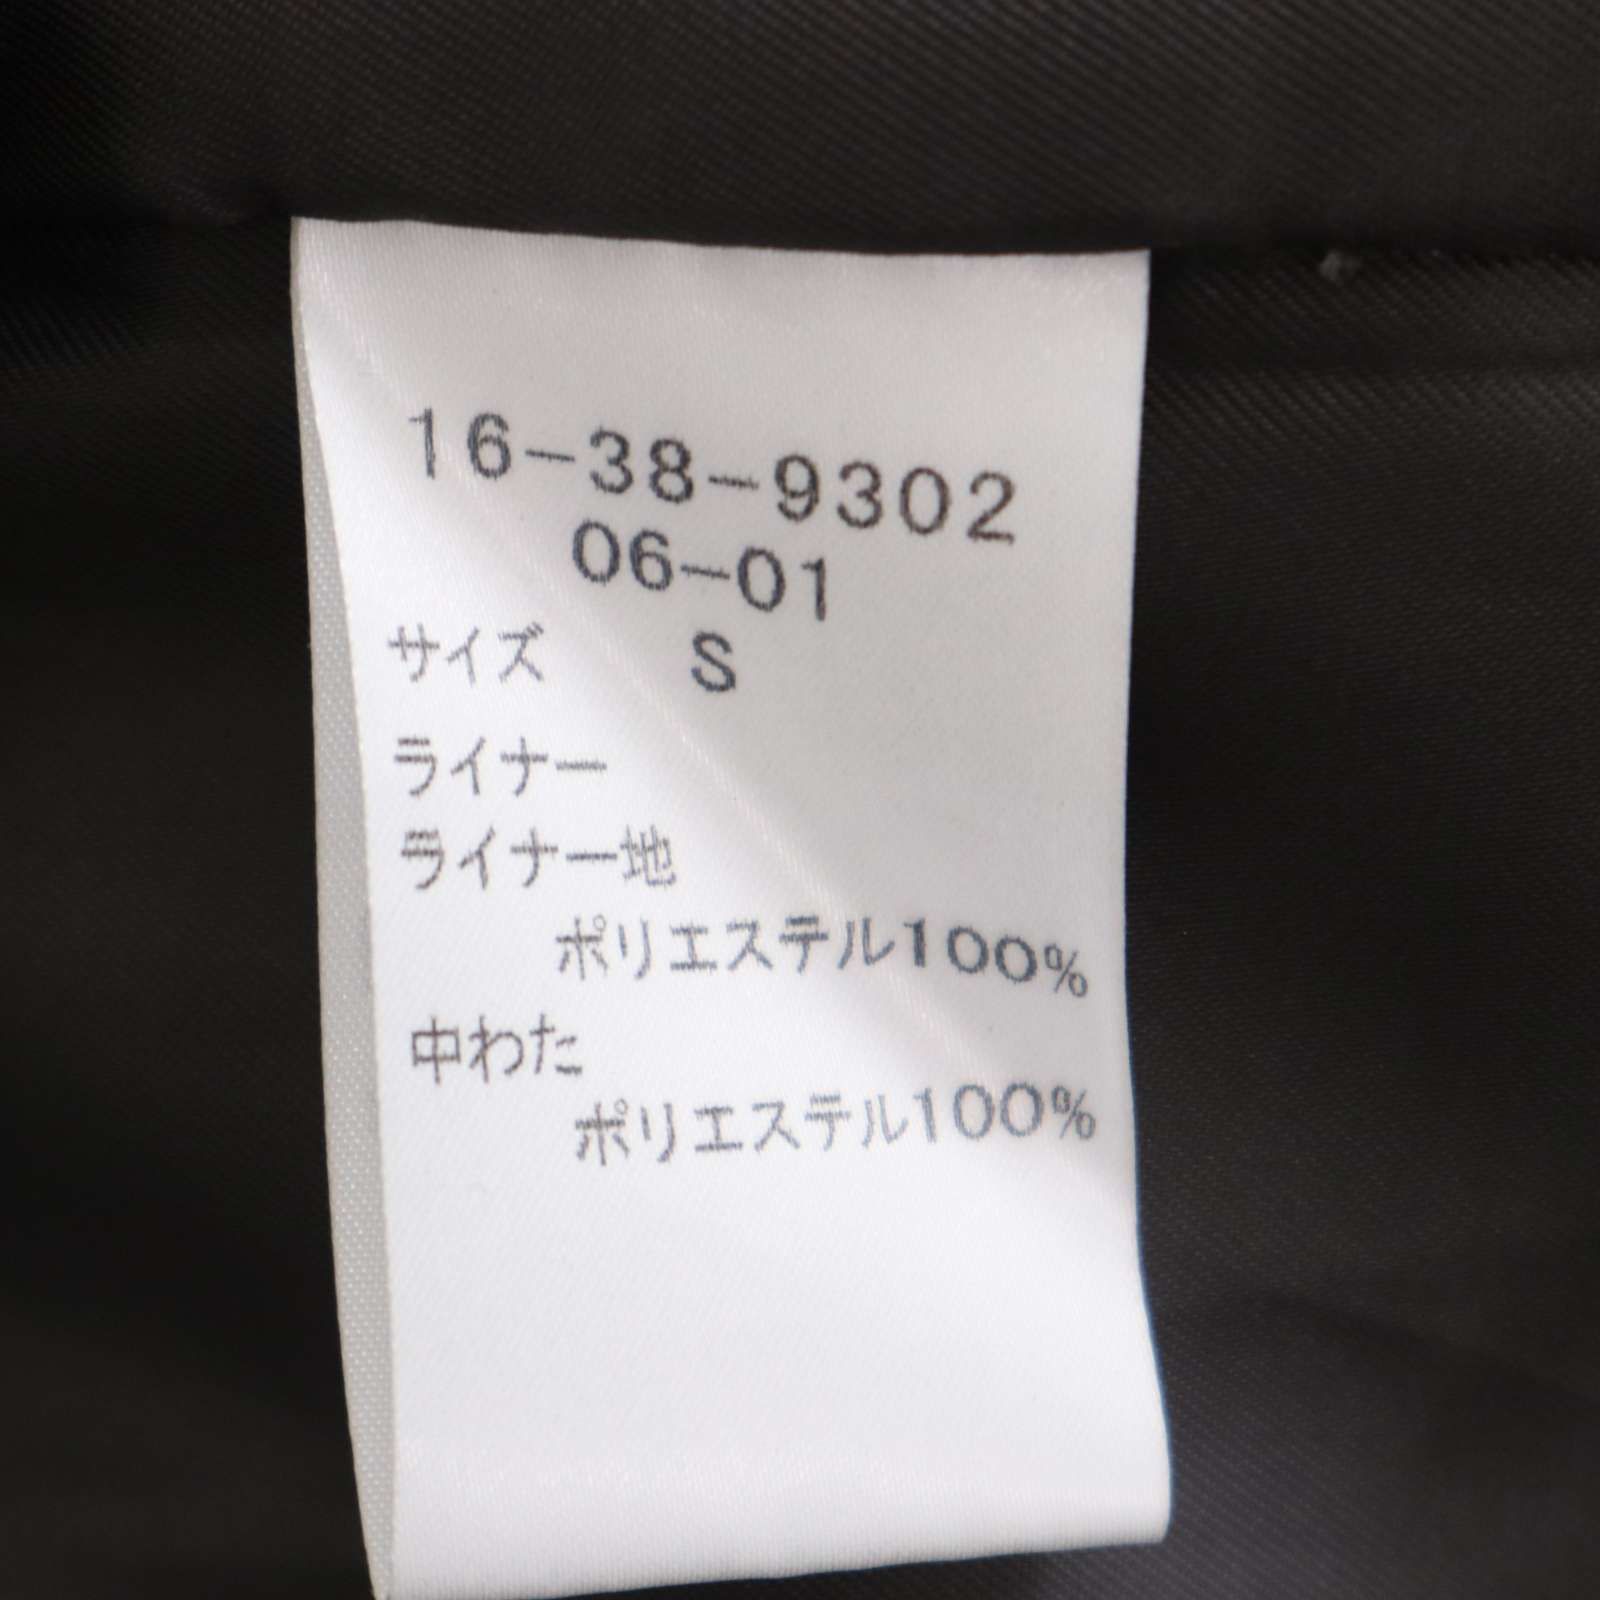 16-38-9302
06-01
サイズ S
ライナー
ライナー地
ポリエステル100%
中わた
ポリエステル100%